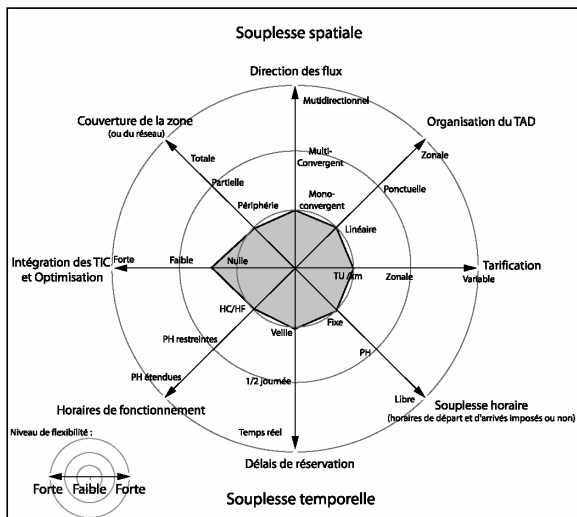 Souplesse spatiale
Direction des flux
Mutidirectionnel
Couverture de la zone
(ou du réseau)
Organisation du TAD
Totale
Zonale
Multi-
Convergent
Partielle
Ponctuelle
Périphérie
Mono-
convergent
Linéaire
Intégration des TIC
et Optimisation
Forte
Faible
Nulle
TU /km
Zonale
Variable
Tarification
HC/HF
Fixe
Veille
PH restreintes
PH
PH étendues
1/2 journée
Libre
Horaires de fonctionnement
Souplesse horaire
(horaires de départ et d'arrivés imposés ou non)
Temps réel
Niveau de flexibilité :
Délais de réservation
Forte Faible Forte
Souplesse temporelle